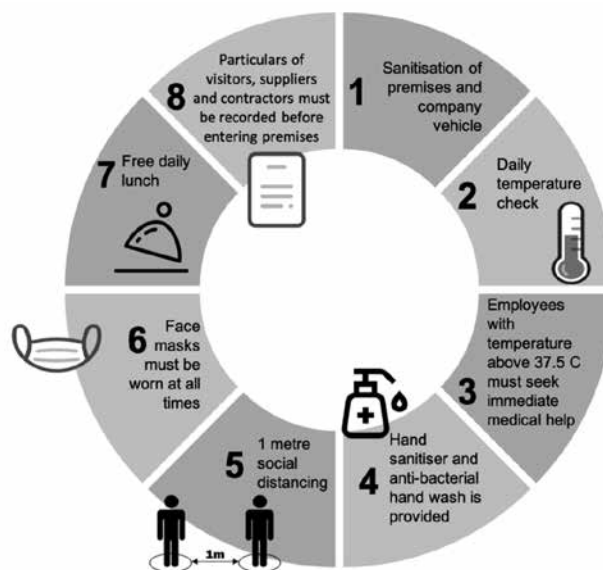 1
Sanitisation of
premises and
company
vehicle
2
Daily
temperature
check
3
Employees
with
temperature
above 37.5 C
must seek
immediate
medical help
4
Hand
sanitiser and
anti-bacterial
hand wash is
provided
5
1 metre
social
distancing
1m
6
Face
masks
must be
worn at all
times
7
Free daily
lunch
8
Particulars of
visitors, suppliers
and contractors must
be recorded before
entering premises